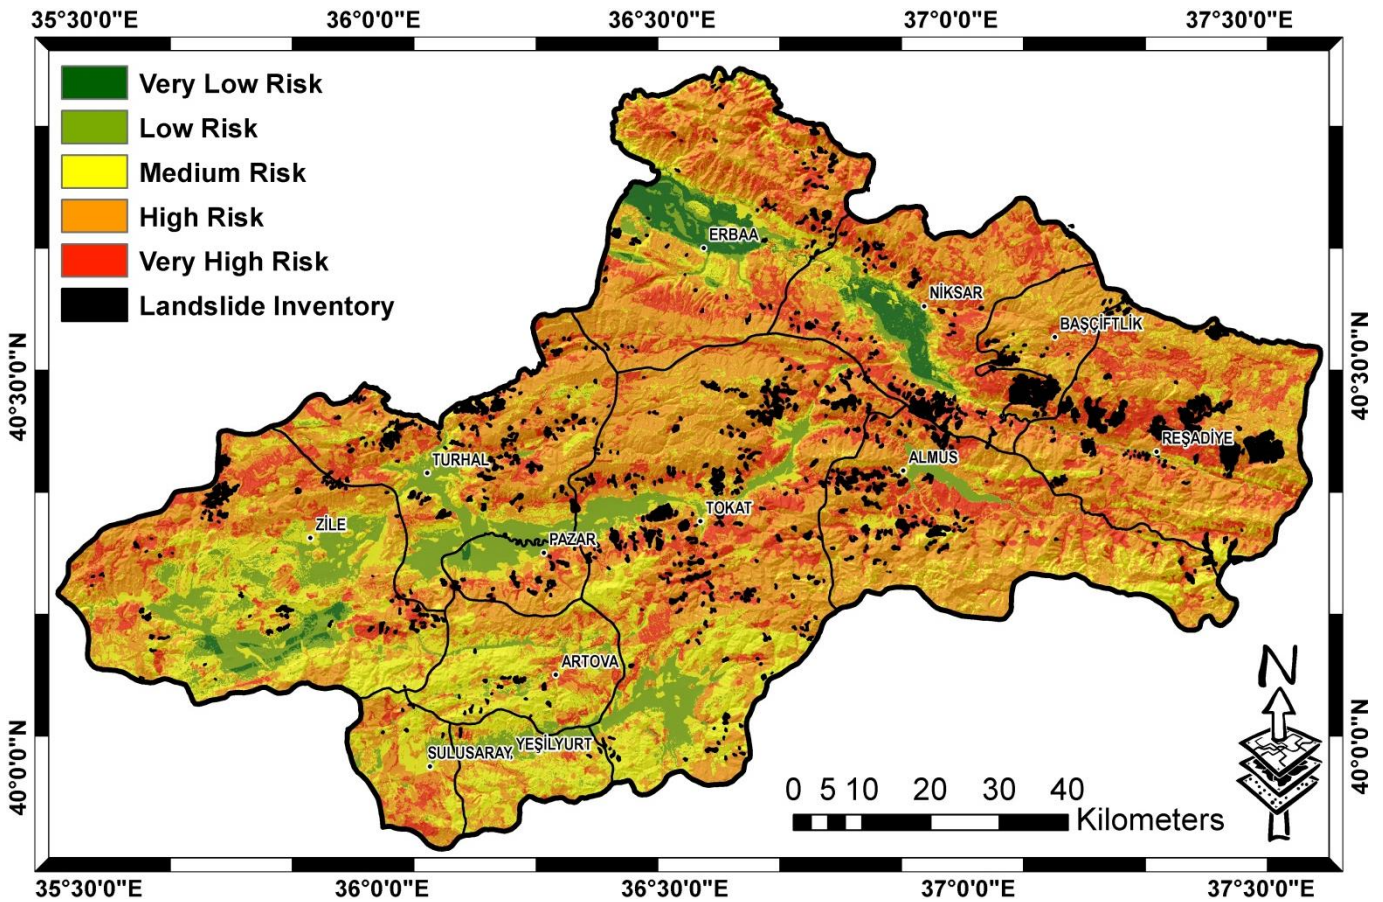 35°30'0"E 36°0'0"E 36°30'0"E 37°0'0"E 37°30'0"E
Very Low Risk
Low Risk
Medium Risk
High Risk
Very High Risk
Landslide Inventory
ERBAA
NİKSAR
BAŞÇİFTLİK
40°30'0"N
40°30'0"N
REŞADİYE
TURHAL
ALMUS
TOKAT
ZİLE
PAZAR
ARTOVA
N
YEŞİLYURT
SULUSARAY
40°0'0"N
40°0'0"N
0 5 10 20 30 40
Kilometers
35°30'0"E 36°0'0"E 36°30'0"E 37°0'0"E 37°30'0"E